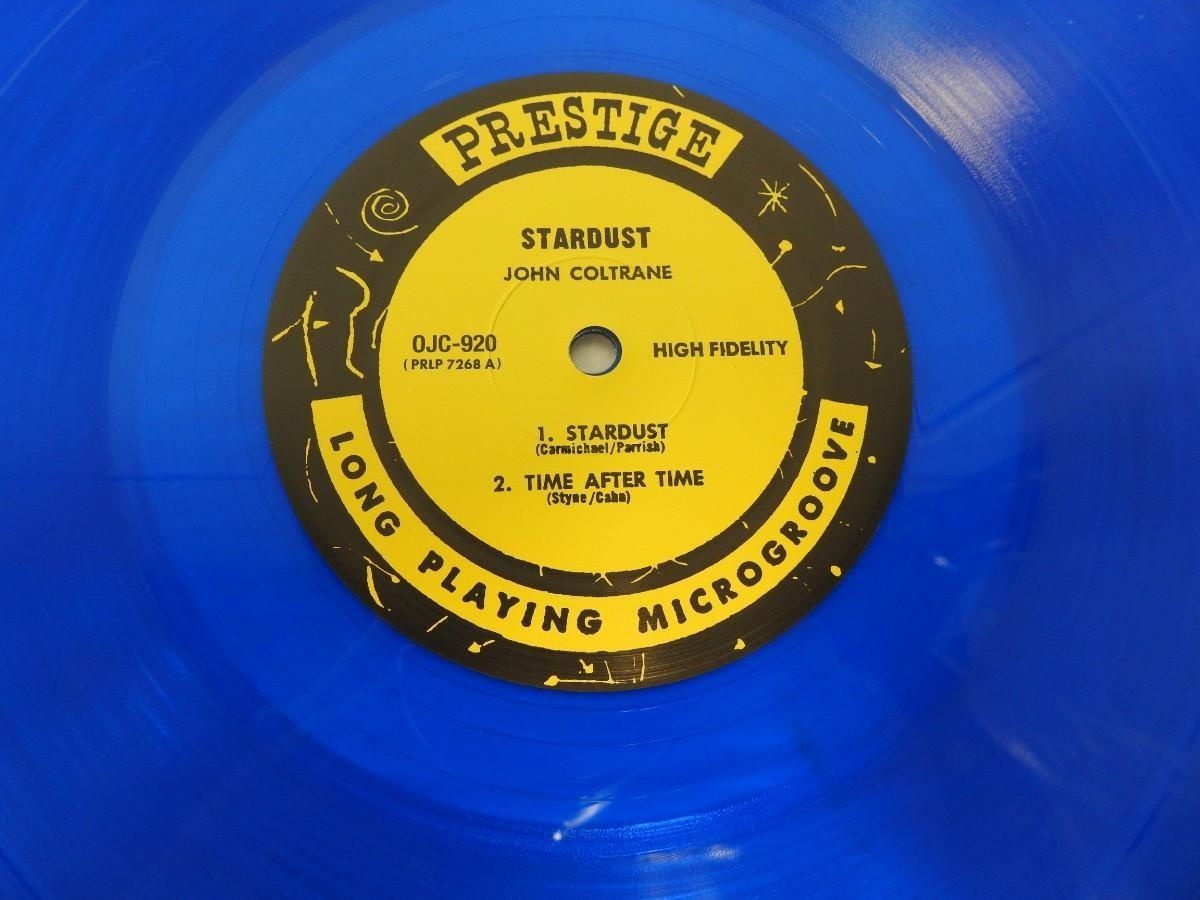 PRESTIGE
STARDUST
JOHN COLTRANE
OJC-920
(PRLP 7268 A)
HIGH FIDELITY
1. STARDUST
(Carmichael/Parrish)
2. TIME AFTER TIME
(Styne/Cahn)
LONG PLAYING MICROGROOVE